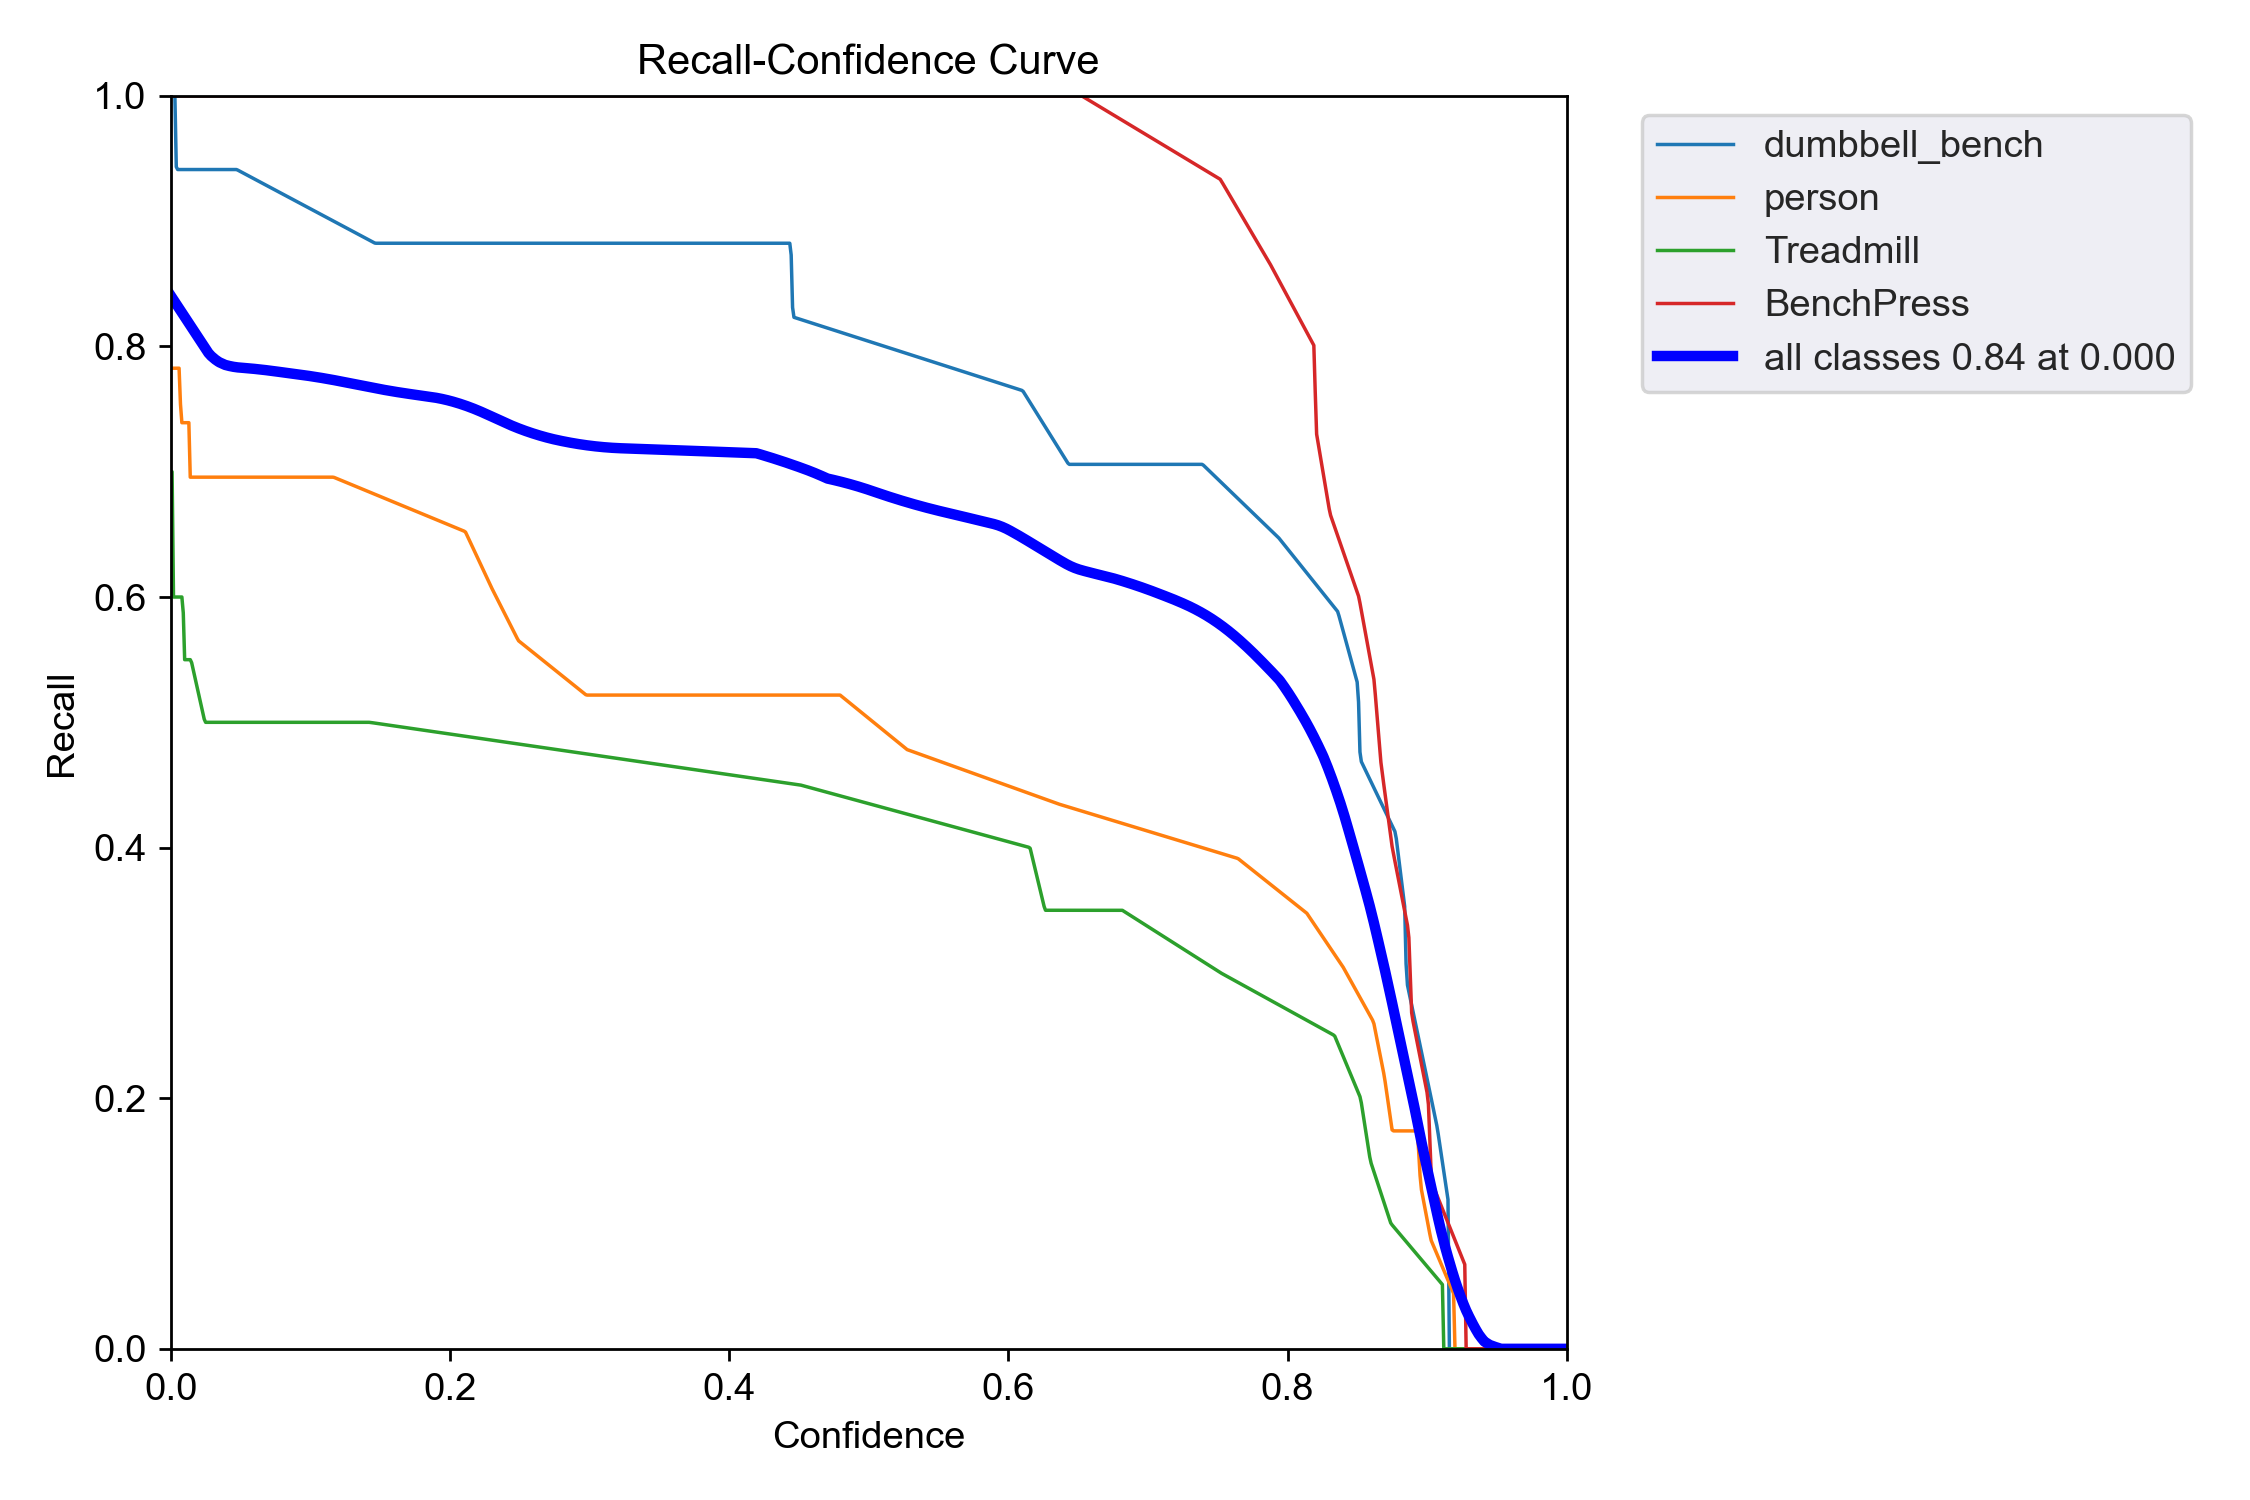 Recall-Confidence Curve
1.0
0.8
0.6
0.4
0.2
0.0
Recall
0.0 0.2 0.4 0.6 0.8 1.0
Confidence
dumbbell_bench
person
Treadmill
BenchPress
all classes 0.84 at 0.000